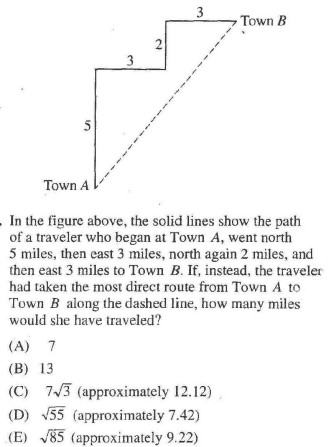 3
Town B
2
3
5
Town A
In the figure above, the solid lines show the path
of a traveler who began at Town A, went north
5 miles, then east 3 miles, north again 2 miles, and
then east 3 miles to Town B. If, instead, the traveler
had taken the most direct route from Town A to
Town B along the dashed line, how many miles
would she have traveled?
(A) 7
(B) 13
(C) 7√3 (approximately 12.12)
(D) √55 (approximately 7.42)
(E) √85 (approximately 9.22)